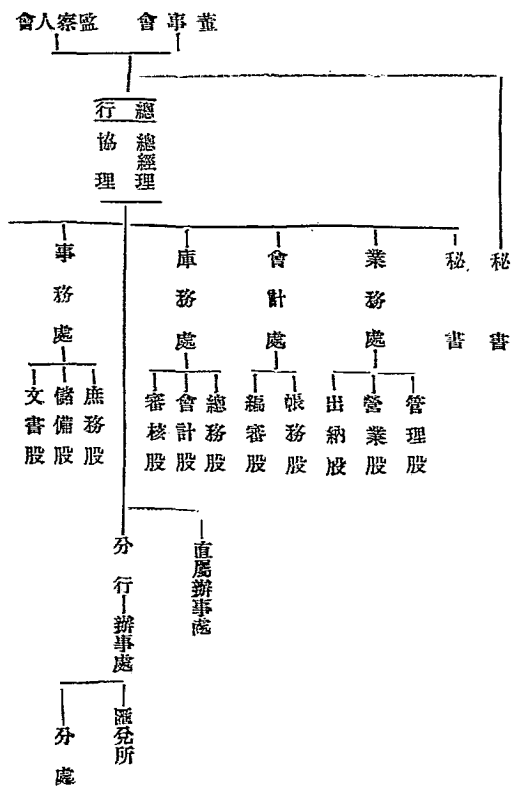 董事會
監察人會
總行
總經理
協理
秘書
秘書
業務處
會計處
庫務處
事務處
管理股
營業股
出納股
帳務股
編審股
總務股
會計股
審核股
庶務股
儲備股
文書股
直屬辦事處
分行
辦事處
匯兌所
分處